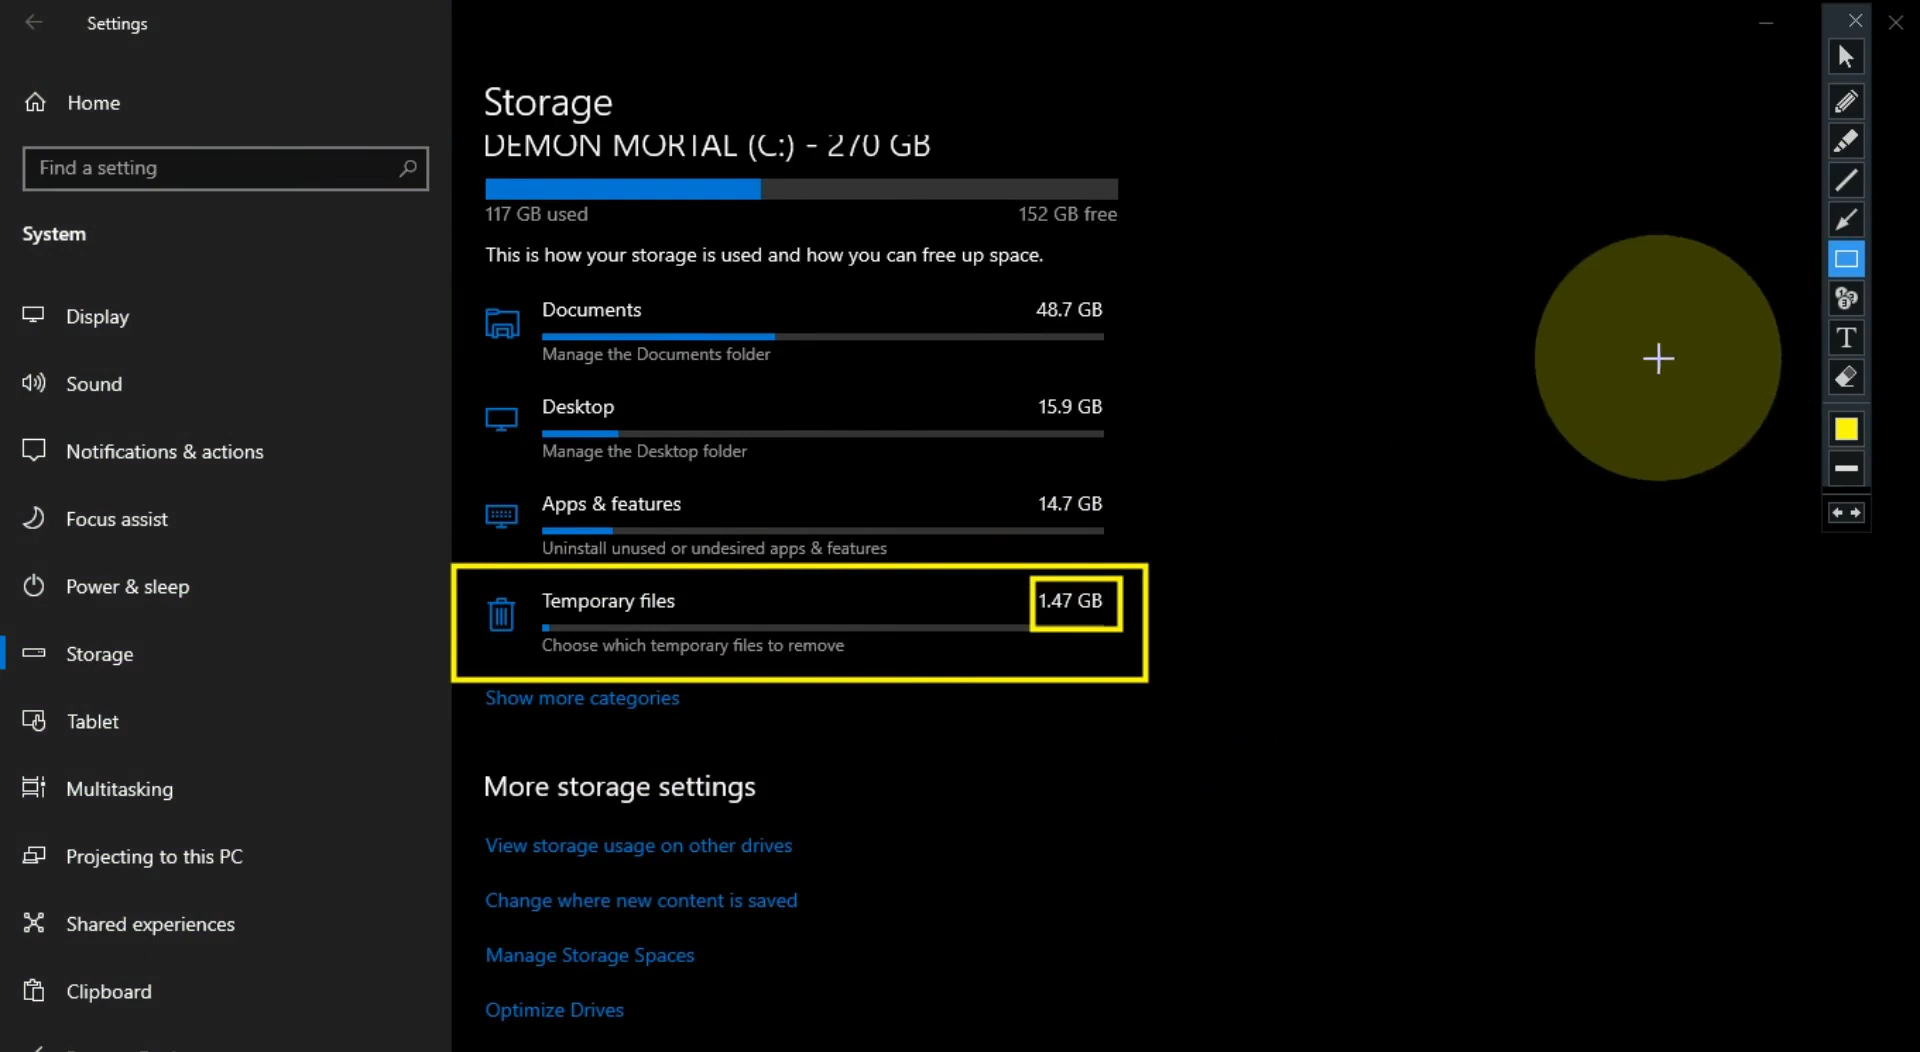 Settings
Home
Find a setting
System
Display
Sound
Notifications & actions
Focus assist
Power & sleep
Storage
Tablet
Multitasking
Projecting to this PC
Shared experiences
Clipboard
Storage
DEMON MORTAL (C:) - 270 GB
117 GB used 152 GB free
This is how your storage is used and how you can free up space.
Documents 48.7 GB
Manage the Documents folder
Desktop 15.9 GB
Manage the Desktop folder
Apps & features 14.7 GB
Uninstall unused or undesired apps & features
Temporary files 1.47 GB
Choose which temporary files to remove
Show more categories
More storage settings
View storage usage on other drives
Change where new content is saved
Manage Storage Spaces
Optimize Drives
T